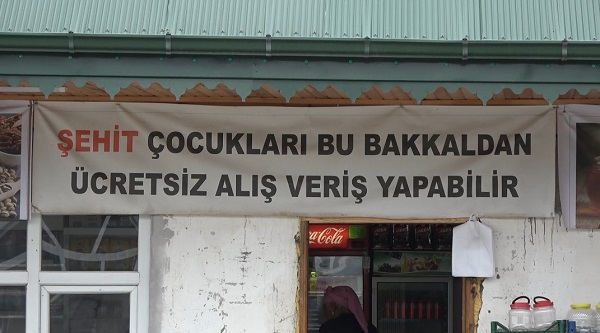 ŞEHİT ÇOCUKLARI BU BAKKALDAN
ÜCRETSİZ ALIŞ VERİŞ YAPABİLİR
Coca-Cola